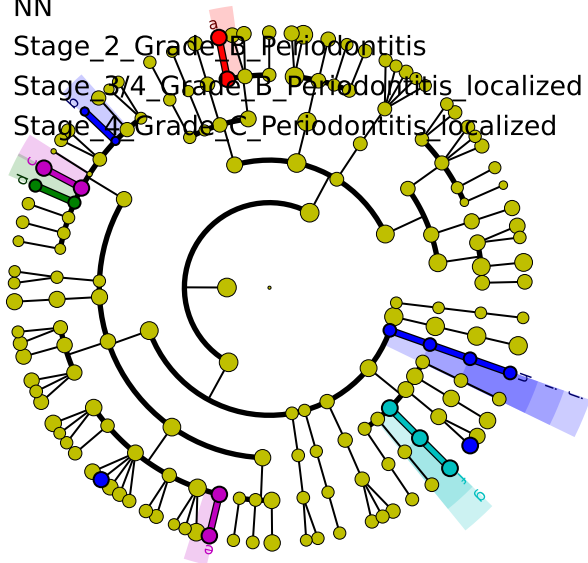 NN
Stage_2_Grade_B_Periodontitis
Stage_3/4_Grade_B_Periodontitis_localized
Stage_4_Grade_C_Periodontitis_localized
a
b
c
d
e
f
g
h
i
j